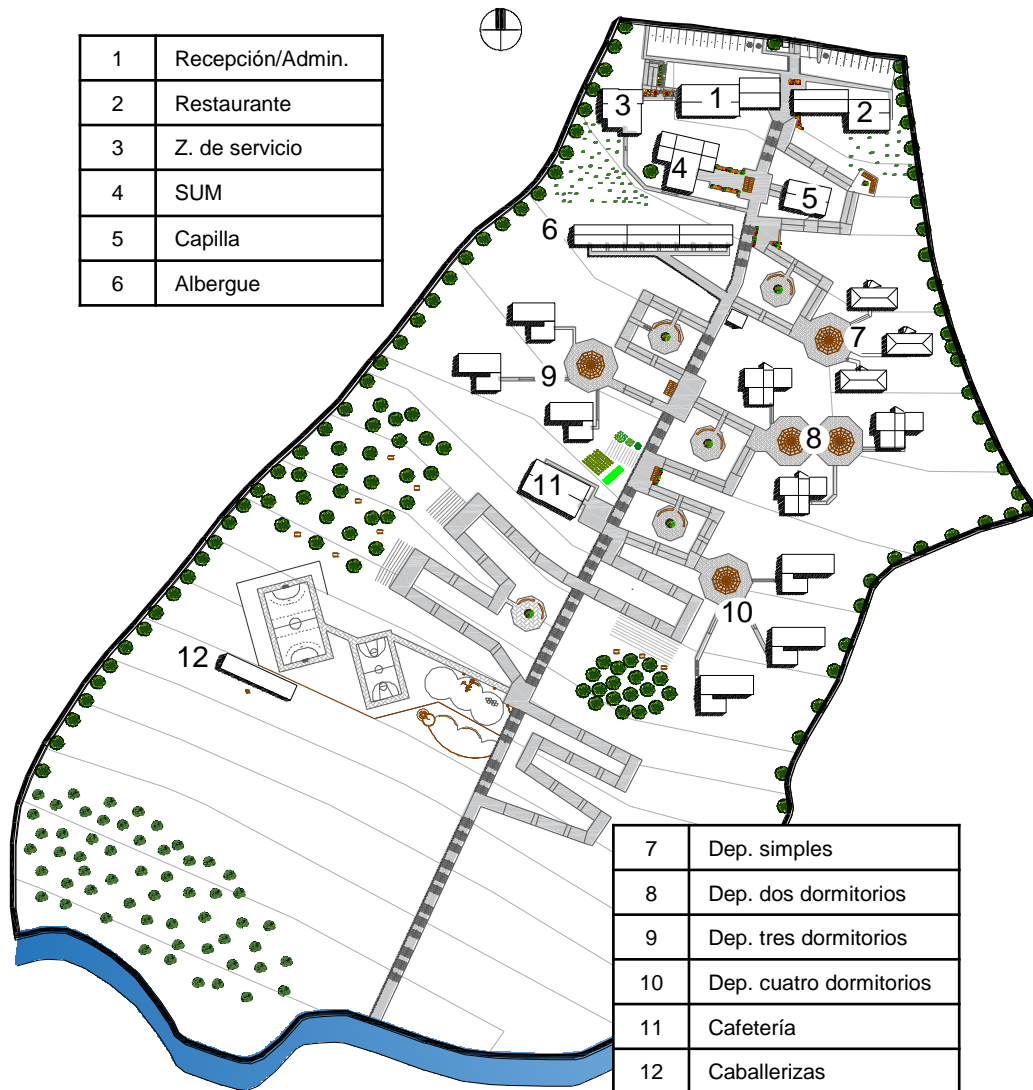 1 Recepción/Admin.
2 Restaurante
3 Z. de servicio
4 SUM
5 Capilla
6 Albergue
3
1
2
4
5
6
7
9
8
11
10
12
7 Dep. simples
8 Dep. dos dormitorios
9 Dep. tres dormitorios
10 Dep. cuatro dormitorios
11 Cafetería
12 Caballerizas